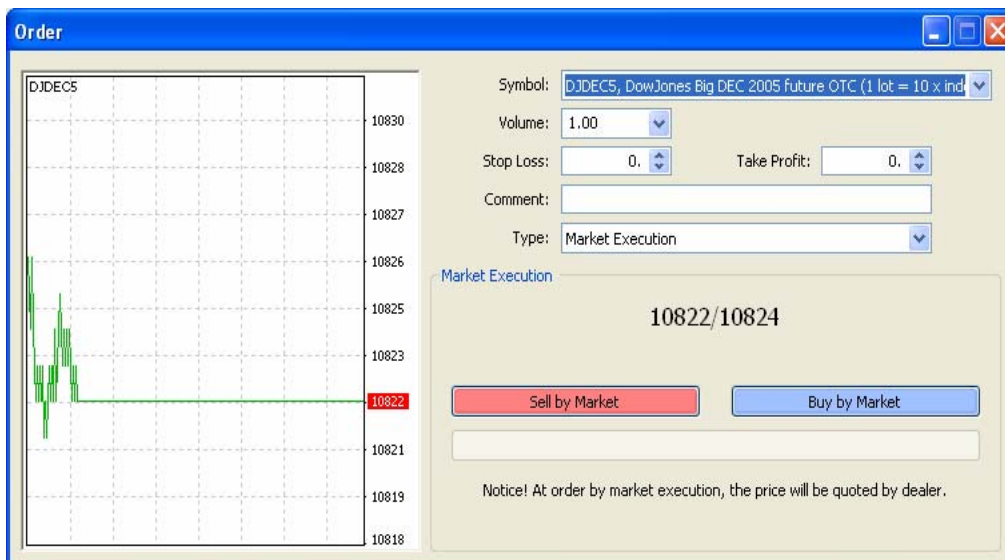 Order
DJDEC5
10830
10828
10827
10826
10825
10823
10822
10821
10819
10818
Symbol: DJDEC5, DowJones Big DEC 2005 future OTC (1 lot = 10 x
Volume: 1.00
Stop Loss: 0. Take Profit: 0.
Comment:
Type: Market Execution
Market Execution
10822/10824
Sell by Market Buy by Market
Notice! At order by market execution, the price will be quoted by dealer.